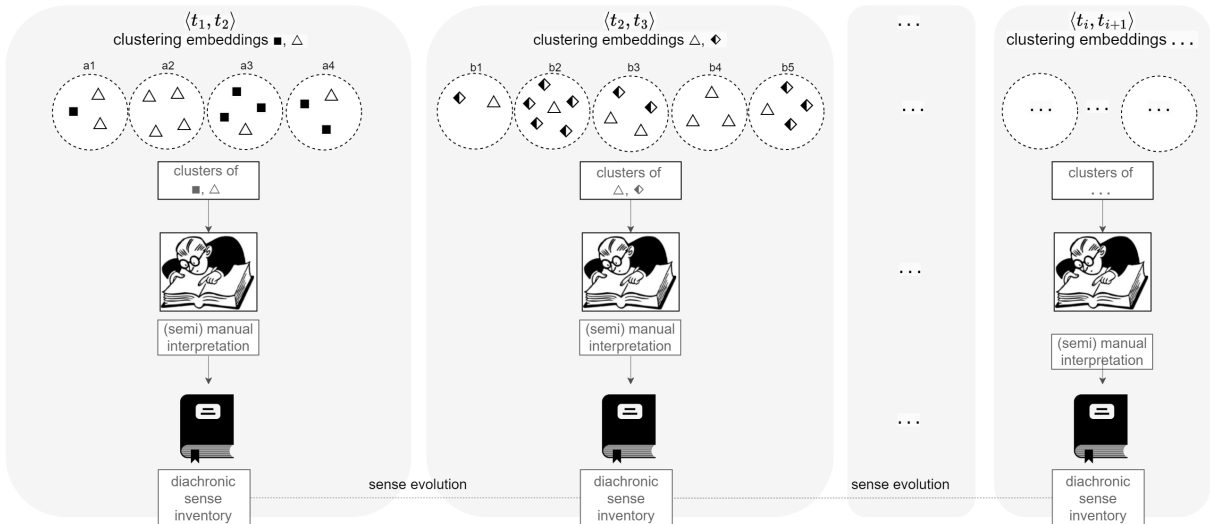 ⟨t₁, t₂⟩
clustering embeddings ■, △
a1 a2 a3 a4
clusters of
■, △
(semi) manual
interpretation
diachronic
sense
inventory
⟨t₂, t₃⟩
clustering embeddings △, ⬖
b1 b2 b3 b4 b5
clusters of
△, ⬖
(semi) manual
interpretation
diachronic
sense
inventory
...
...
...
...
⟨tᵢ, tᵢ₊₁⟩
clustering embeddings ...
... ... ...
clusters of
...
(semi) manual
interpretation
diachronic
sense
inventory
sense evolution
sense evolution